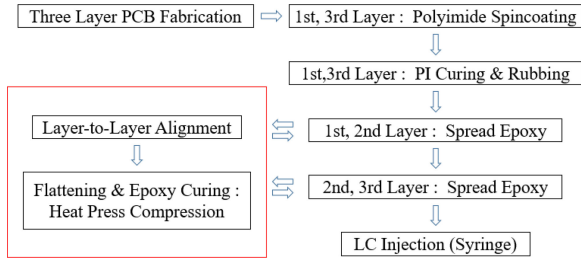 Three Layer PCB Fabrication
1st, 3rd Layer : Polyimide Spincoating
1st,3rd Layer : PI Curing & Rubbing
Layer-to-Layer Alignment
1st, 2nd Layer : Spread Epoxy
Flattening & Epoxy Curing :
Heat Press Compression
2nd, 3rd Layer : Spread Epoxy
LC Injection (Syringe)